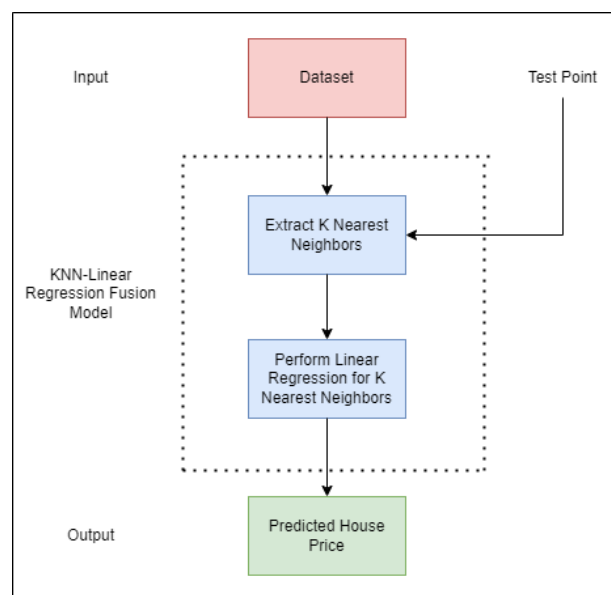 Input
Dataset
Test Point
Extract K Nearest
Neighbors
KNN-Linear
Regression Fusion
Model
Perform Linear
Regression for K
Nearest Neighbors
Output
Predicted House
Price